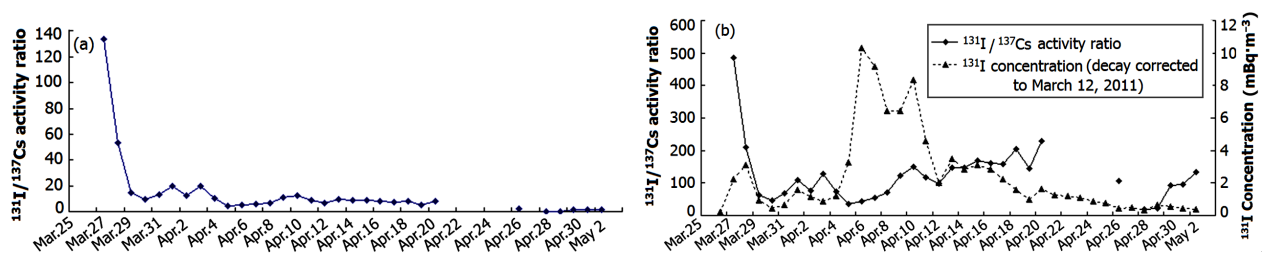 (a)
¹³¹I/¹³⁷Cs activity ratio
140
120
100
80
60
40
20
0
Mar.25
Mar.27
Mar.29
Mar.31
Apr.2
Apr.4
Apr.6
Apr.8
Apr.10
Apr.12
Apr.14
Apr.16
Apr.18
Apr.20
Apr.22
Apr.24
Apr.26
Apr.28
Apr.30
May 2
(b)
¹³¹I/¹³⁷Cs activity ratio
600
500
400
300
200
100
0
¹³¹I/¹³⁷Cs activity ratio
¹³¹I concentration (decay corrected
to March 12, 2011)
12
10
8
6
4
2
0
¹³¹I Concentration (mBq·m⁻³)
Mar.25
Mar.27
Mar.29
Mar.31
Apr.2
Apr.4
Apr.6
Apr.8
Apr.10
Apr.12
Apr.14
Apr.16
Apr.18
Apr.20
Apr.22
Apr.24
Apr.26
Apr.28
Apr.30
May 2